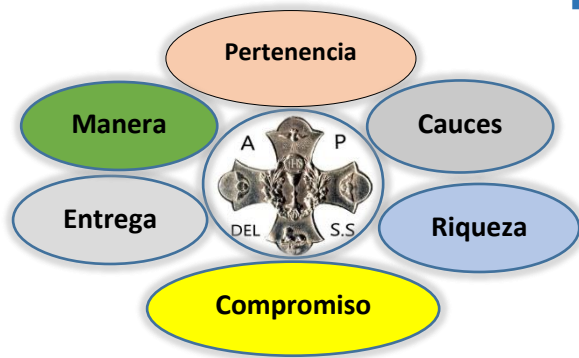 Pertenencia
Manera
Cauces
A P
Entrega
DEL S.S
Riqueza
Compromiso